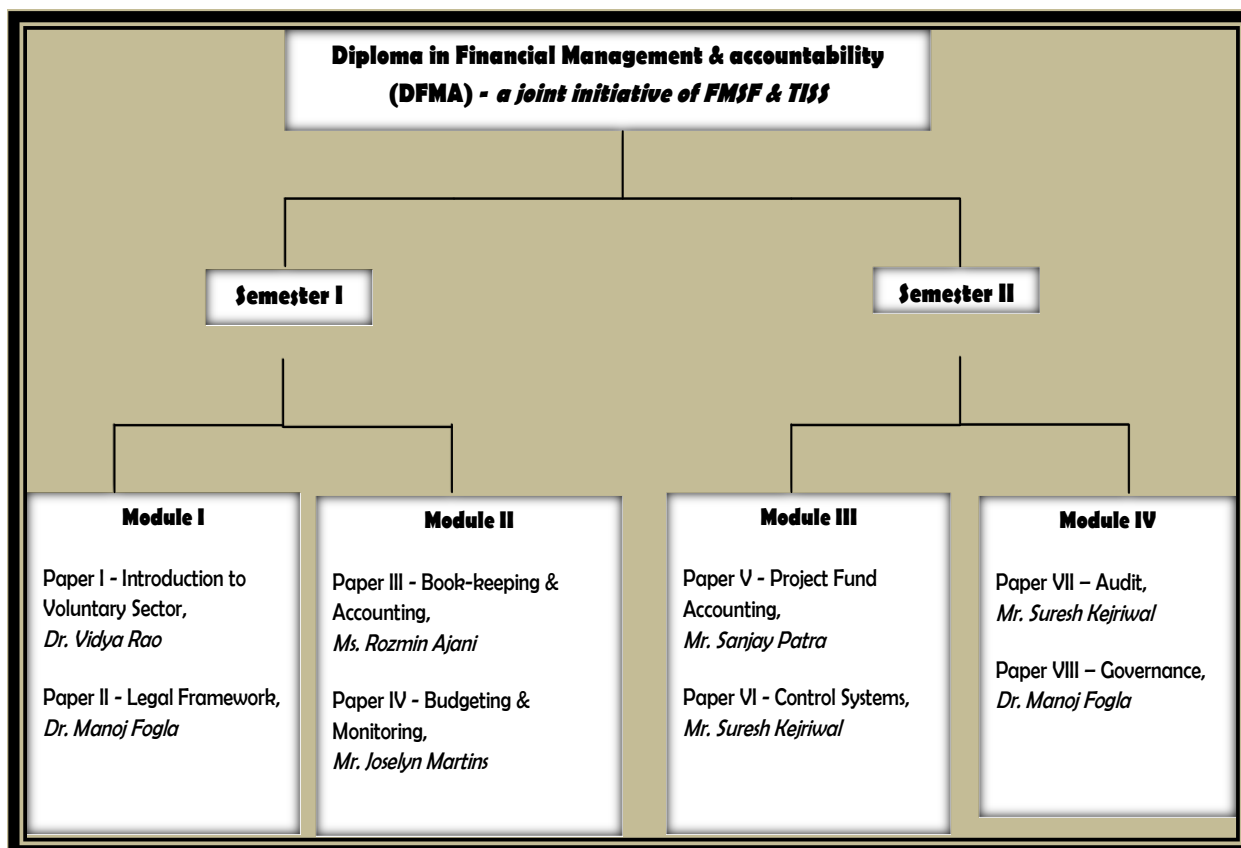 Diploma in Financial Management & accountability
(DFMA) - a joint initiative of FMSF & TISS
Semester I
Semester II
Module I
Paper I - Introduction to
Voluntary Sector,
Dr. Vidya Rao
Paper II - Legal Framework,
Dr. Manoj Fogla
Module II
Paper III - Book-keeping &
Accounting,
Ms. Rozmin Ajani
Paper IV - Budgeting &
Monitoring,
Mr. Joselyn Martins
Module III
Paper V - Project Fund
Accounting,
Mr. Sanjay Patra
Paper VI - Control Systems,
Mr. Suresh Kejriwal
Module IV
Paper VII – Audit,
Mr. Suresh Kejriwal
Paper VIII – Governance,
Dr. Manoj Fogla